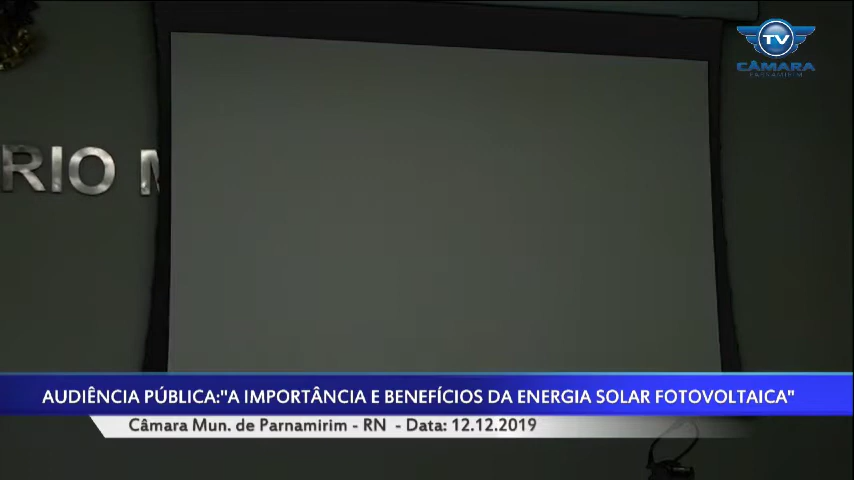 TV
CÂMARA
PARNAMIRIM
RIO M
AUDIÊNCIA PÚBLICA:"A IMPORTÂNCIA E BENEFÍCIOS DA ENERGIA SOLAR FOTOVOLTAICA"
Câmara Mun. de Parnamirim - RN - Data: 12.12.2019